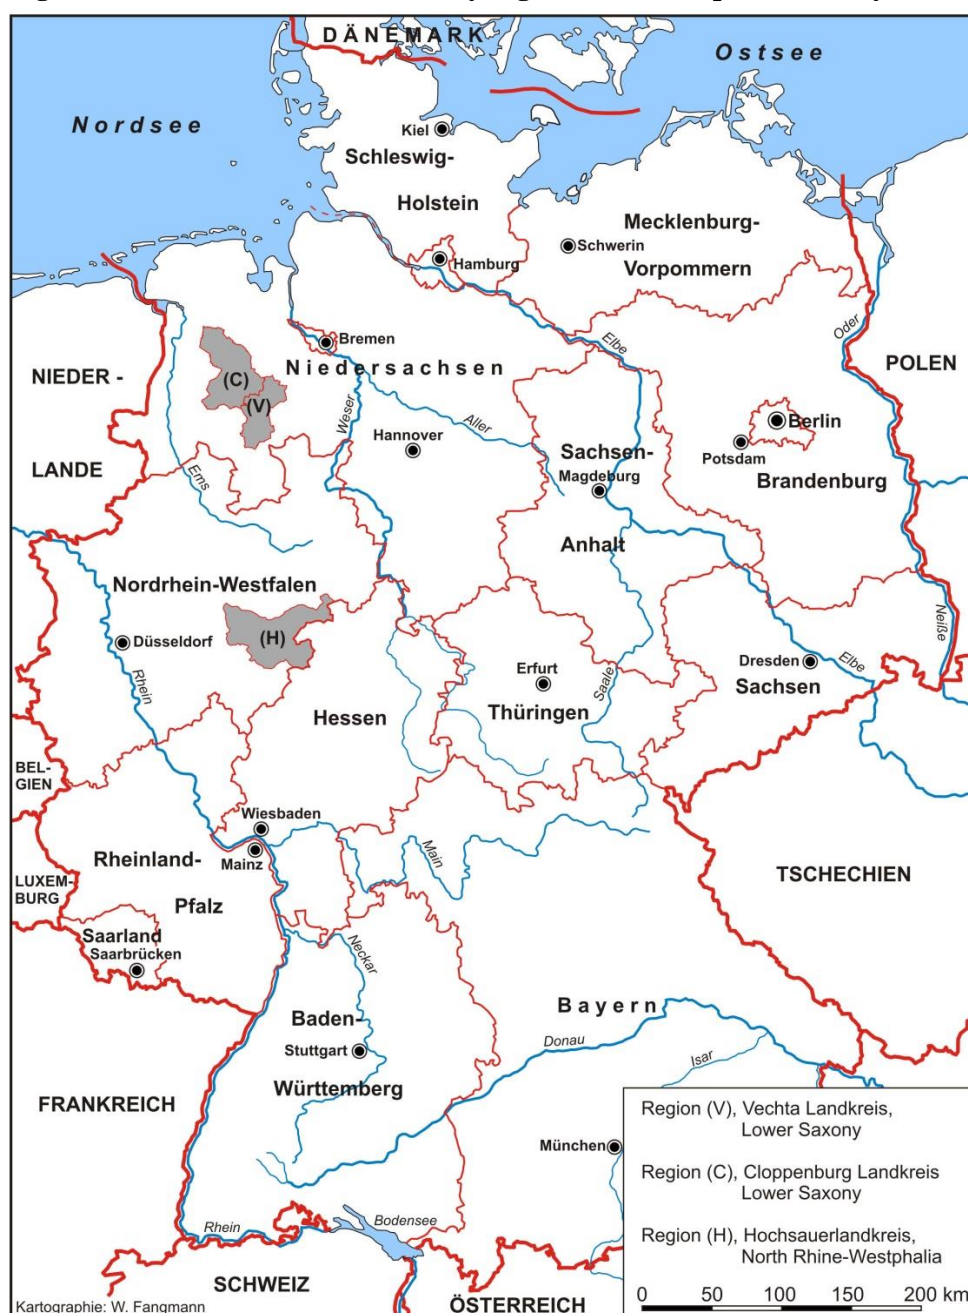 DÄNEMARK
Ostsee
Nordsee
Kiel
Schleswig-
Holstein
Mecklenburg-
Schwerin
Vorpommern
Hamburg
Elbe
Oder
Bremen
Niedersachsen
POLEN
NIEDER -
(C)
(V)
Weser
Aller
Berlin
Hannover
Sachsen-
Potsdam
LANDE
Ems
Magdeburg
Brandenburg
Anhalt
Nordrhein-Westfalen
Neiße
(H)
Düsseldorf
Rhein
Erfurt
Saale
Dresden
Elbe
Sachsen
Hessen
Thüringen
BEL-
GIEN
Wiesbaden
Mainz
Main
Rheinland-
TSCHECHIEN
LUXEM-
BURG
Pfalz
Saarland
Saarbrücken
Neckar
Bayern
Baden-
Stuttgart
Donau
Isar
Württemberg
FRANKREICH
München
Region (V), Vechta Landkreis,
Lower Saxony
Region (C), Cloppenburg Landkreis
Lower Saxony
Region (H), Hochsauerlandkreis,
North Rhine-Westphalia
Rhein
Bodensee
SCHWEIZ
ÖSTERREICH
0 50 100 150 200 km
Kartographie: W. Fangmann